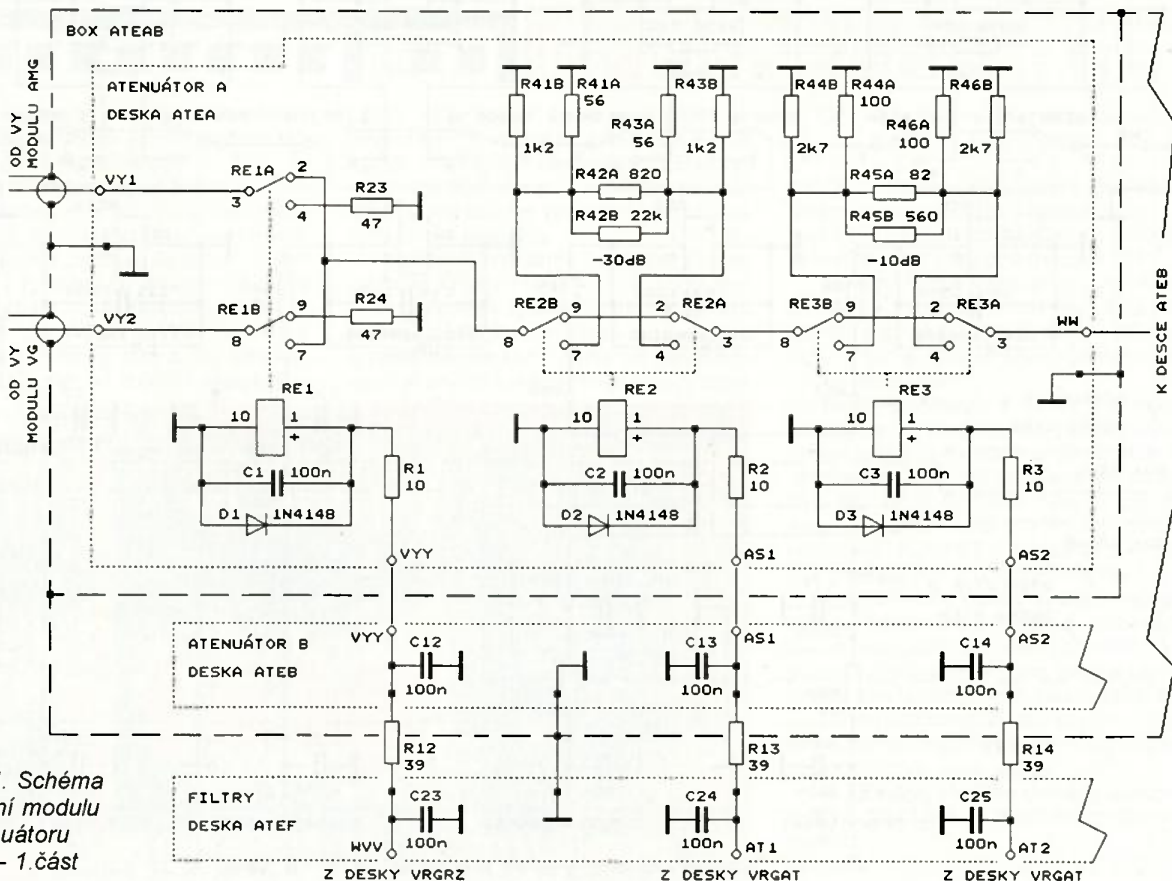 BOX ATEAB
ATENUÁTOR A
DESKA ATEA
OD VY
MODULU AMG
VY1
RE1A
2
3
4
R23
47
OD VY
MODULU VG
VY2
RE1B
9
8
7
R24
47
R41B
1k2
R41A
56
R43A
56
R43B
1k2
R42A 820
R42B 22k
-30dB
RE2B
9
8
7
2
RE2A
3
4
R44B
2k7
R44A
100
R46A
100
R46B
2k7
R45A 82
R45B 560
-10dB
RE3B
9
8
7
2
RE3A
3
4
WW
K DESCE ATEB
RE1
10
1
+
C1
100n
D1
1N4148
R1
10
VYY
RE2
10
1
+
C2
100n
D2
1N4148
R2
10
AS1
RE3
10
1
+
C3
100n
D3
1N4148
R3
10
AS2
ATENUÁTOR B
DESKA ATEB
VYY
C12
100n
AS1
C13
100n
AS2
C14
100n
R12
39
R13
39
R14
39
FILTRY
DESKA ATEF
C23
100n
WVV
C24
100n
AT1
C25
100n
AT2
Z DESKY VRGRZ
Z DESKY VRGAT
Z DESKY VRGAT
. Schéma
ní modulu
uátoru
– 1.část